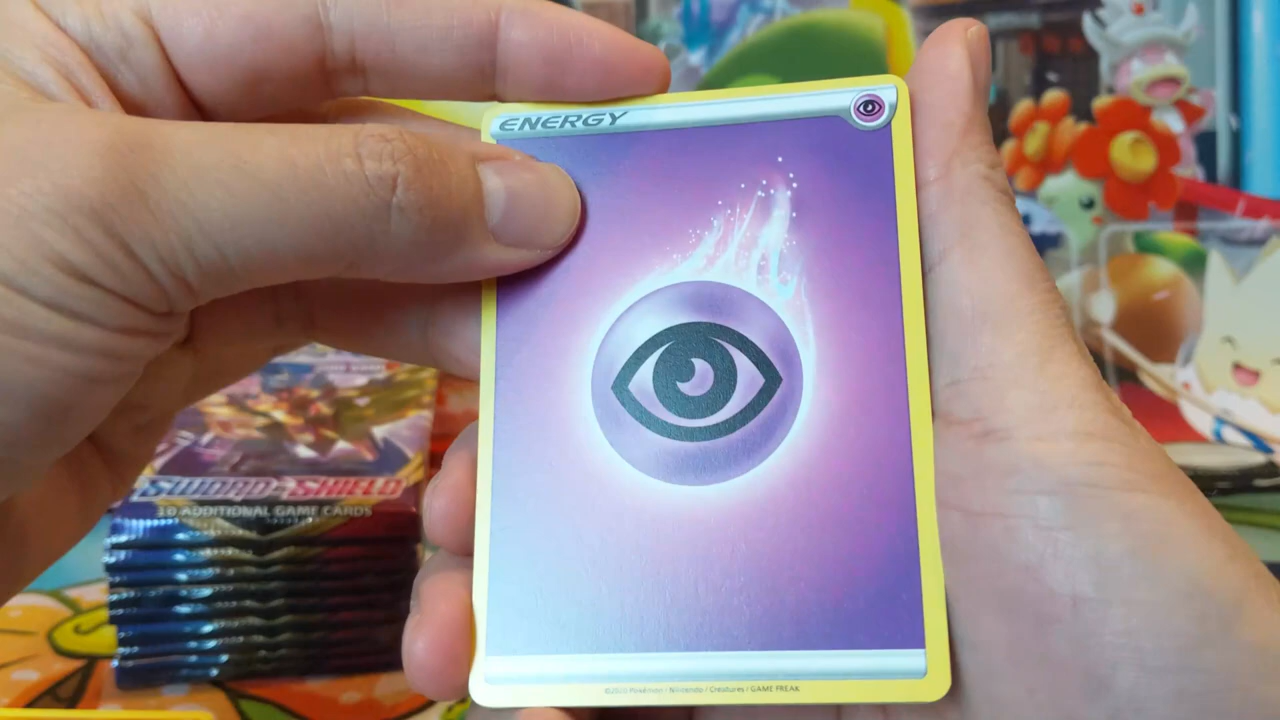 ENERGY
SWORD & SHIELD
10 ADDITIONAL GAME CARDS
©2020 Pokémon / Nintendo / Creatures / GAME FREAK